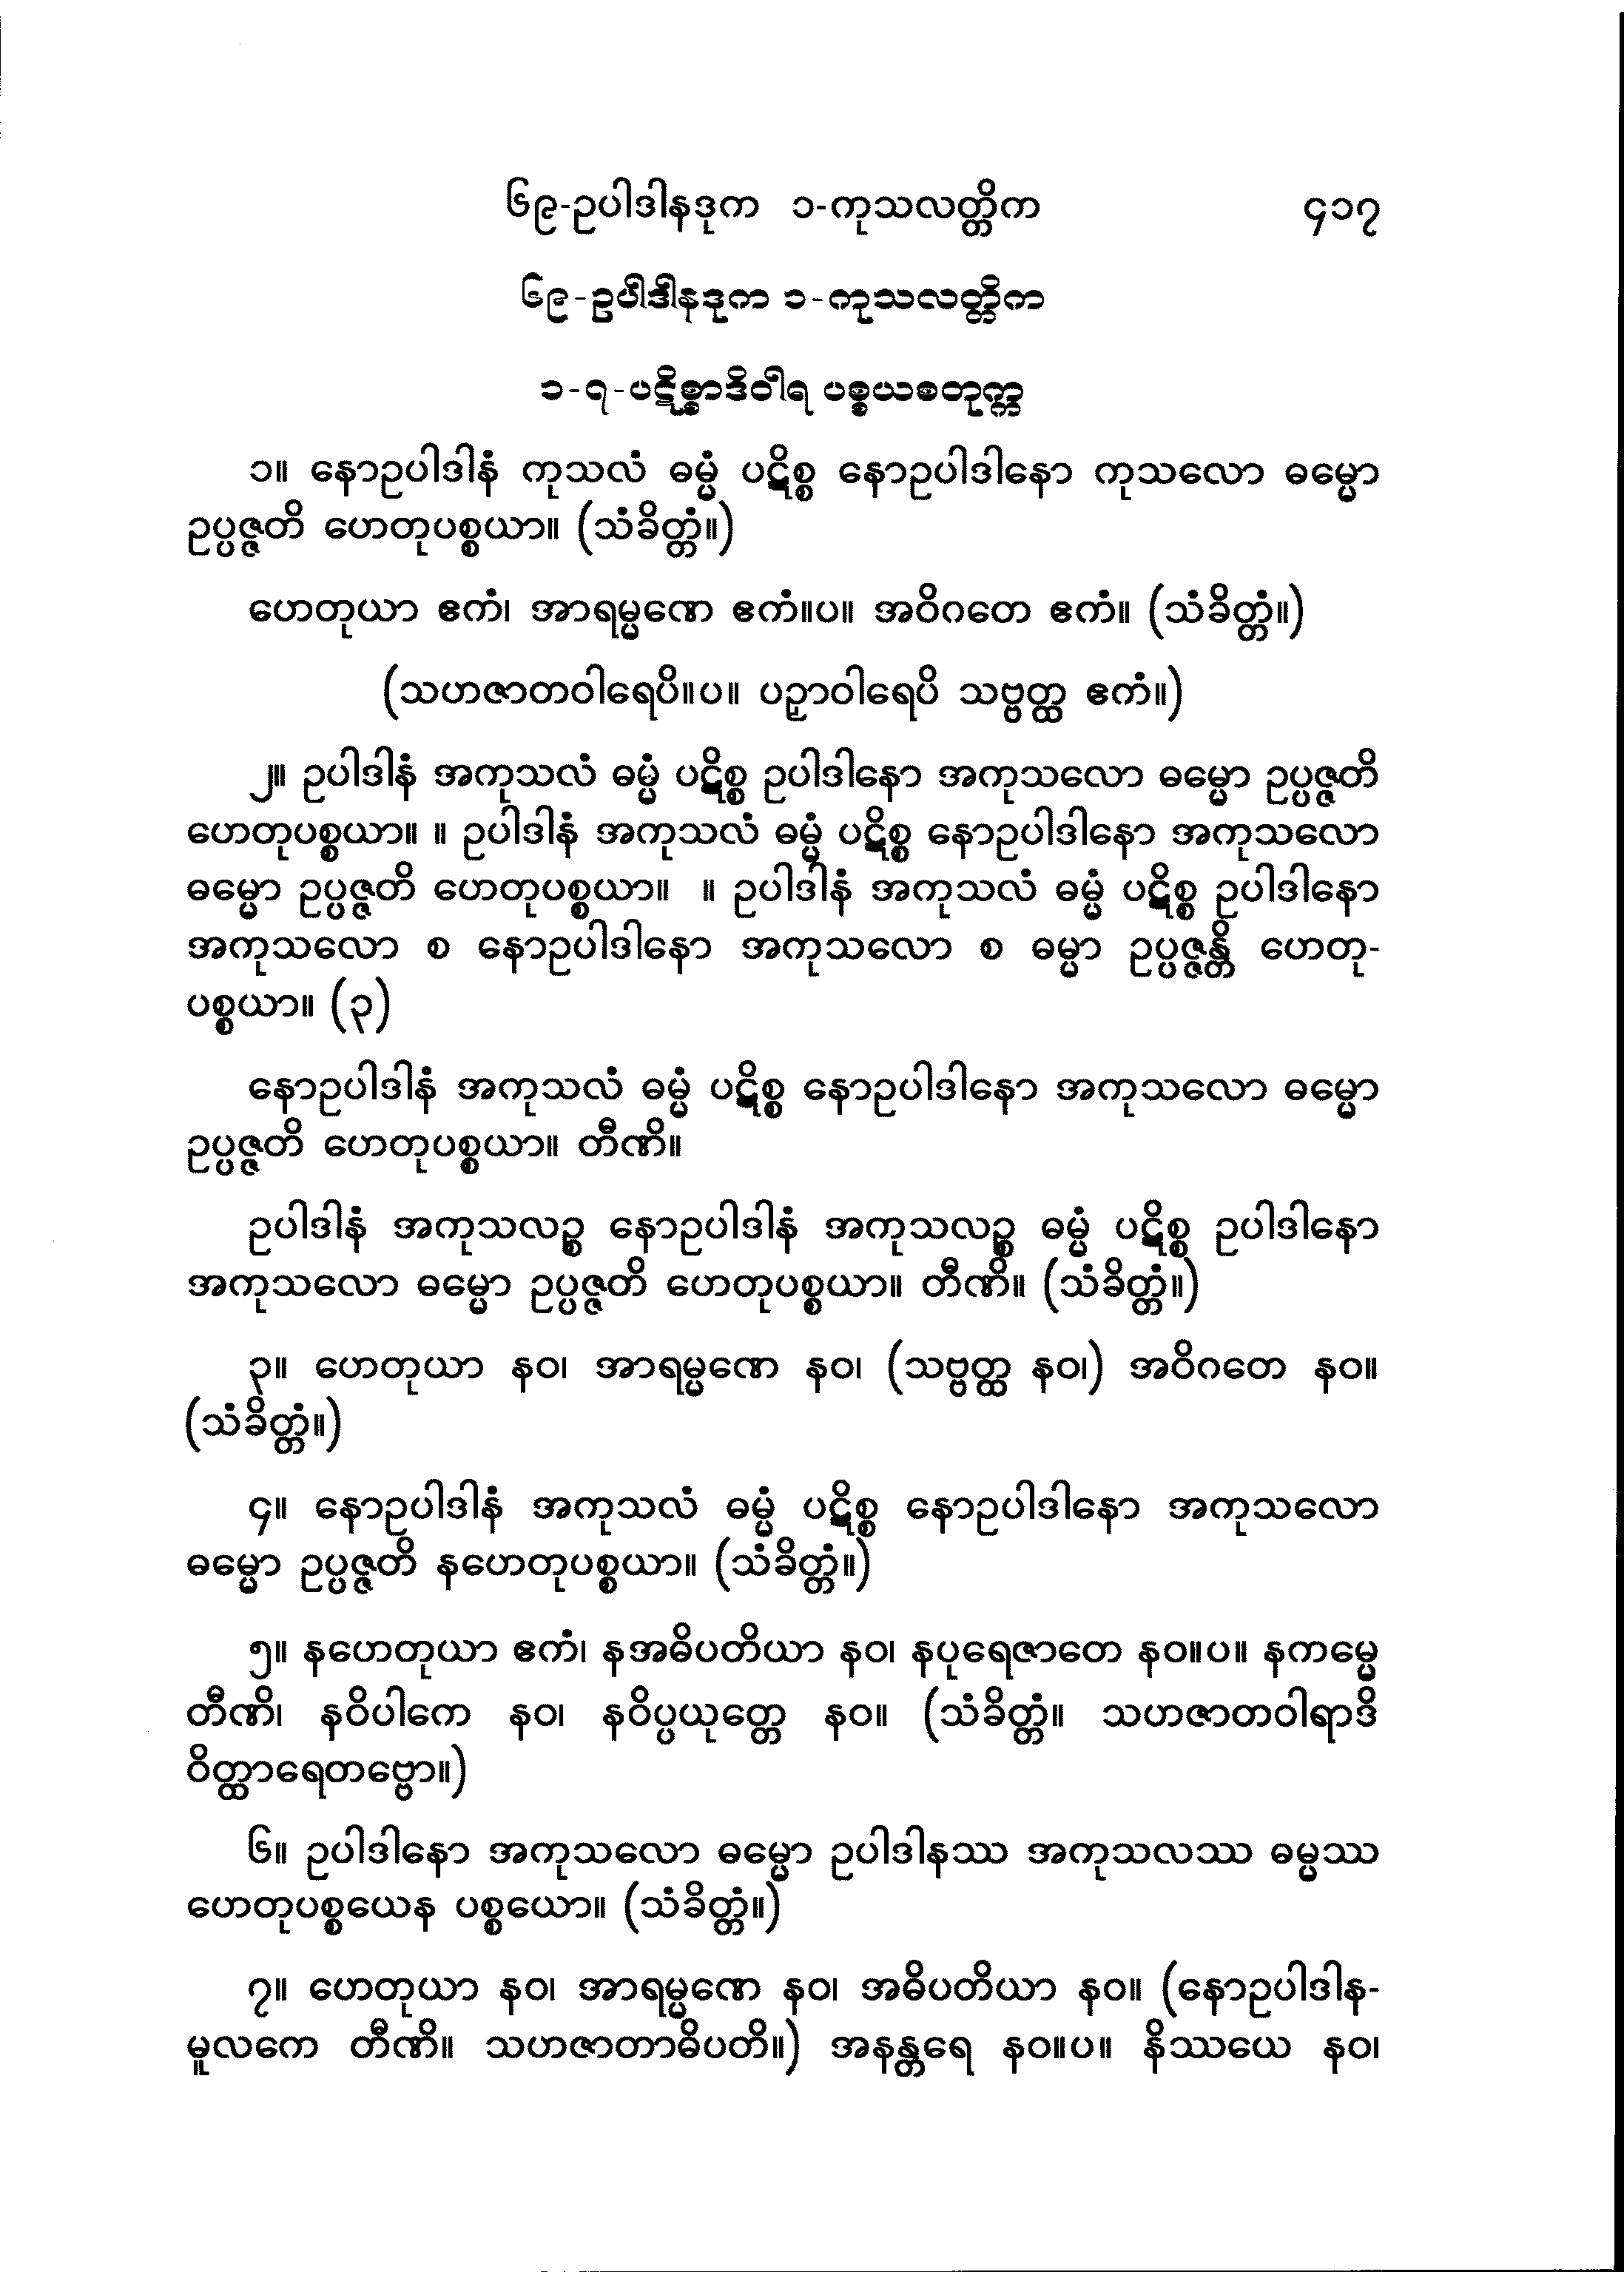 ၆၉-ဥပါဒါနဒုက ၁-ကုသလတ္တိက ၄၁၇
၆၉-ဥပါဒါနဒုက ၁-ကုသလတ္တိက
၁-၇-ပဋိစ္စာဒိဝါရ ပစ္စယစတုက္က
၁။ နောဥပါဒါနံ ကုသလံ ဓမ္မံ ပဋိစ္စ နောဥပါဒါနော ကုသလော ဓမ္မော
ဥပ္ပဇ္ဇတိ ဟေတုပစ္စယာ။ (သံခိတ္တံ။)
ဟေတုယာ ဧကံ၊ အာရမ္မဏေ ဧကံ။ပ။ အဝိဂတေ ဧကံ။ (သံခိတ္တံ။)
(သဟဇာတဝါရေပိ။ပ။ ပဉှာဝါရေပိ သဗ္ဗတ္ထ ဧကံ။)
၂။ ဥပါဒါနံ အကုသလံ ဓမ္မံ ပဋိစ္စ ဥပါဒါနော အကုသလော ဓမ္မော ဥပ္ပဇ္ဇတိ
ဟေတုပစ္စယာ။ ။ ဥပါဒါနံ အကုသလံ ဓမ္မံ ပဋိစ္စ နောဥပါဒါနော အကုသလော
ဓမ္မော ဥပ္ပဇ္ဇတိ ဟေတုပစ္စယာ။ ။ ဥပါဒါနံ အကုသလံ ဓမ္မံ ပဋိစ္စ ဥပါဒါနော
အကုသလော စ နောဥပါဒါနော အကုသလော စ ဓမ္မာ ဥပ္ပဇ္ဇန္တိ ဟေတု-
ပစ္စယာ။ (၃)
နောဥပါဒါနံ အကုသလံ ဓမ္မံ ပဋိစ္စ နောဥပါဒါနော အကုသလော ဓမ္မော
ဥပ္ပဇ္ဇတိ ဟေတုပစ္စယာ။ တီဏိ။
ဥပါဒါနံ အကုသလဉ္စ နောဥပါဒါနံ အကုသလဉ္စ ဓမ္မံ ပဋိစ္စ ဥပါဒါနော
အကုသလော ဓမ္မော ဥပ္ပဇ္ဇတိ ဟေတုပစ္စယာ။ တီဏိ။ (သံခိတ္တံ။)
၃။ ဟေတုယာ နဝ၊ အာရမ္မဏေ နဝ၊ (သဗ္ဗတ္ထ နဝ၊) အဝိဂတေ နဝ။
(သံခိတ္တံ။)
၄။ နောဥပါဒါနံ အကုသလံ ဓမ္မံ ပဋိစ္စ နောဥပါဒါနော အကုသလော
ဓမ္မော ဥပ္ပဇ္ဇတိ နဟေတုပစ္စယာ။ (သံခိတ္တံ။)
၅။ နဟေတုယာ ဧကံ၊ နအဓိပတိယာ နဝ၊ နပုရေဇာတေ နဝ။ပ။ နကမ္မေ
တီဏိ၊ နဝိပါကေ နဝ၊ နဝိပ္ပယုတ္တေ နဝ။ (သံခိတ္တံ။ သဟဇာတဝါရာဒိ
ဝိတ္ထာရေတဗ္ဗော။)
၆။ ဥပါဒါနော အကုသလော ဓမ္မော ဥပါဒါနဿ အကုသလဿ ဓမ္မဿ
ဟေတုပစ္စယေန ပစ္စယော။ (သံခိတ္တံ။)
၇။ ဟေတုယာ နဝ၊ အာရမ္မဏေ နဝ၊ အဓိပတိယာ နဝ။ (နောဥပါဒါန-
မူလကေ တီဏိ။ သဟဇာတာဓိပတိ။) အနန္တရေ နဝ။ပ။ နိဿယေ နဝ၊